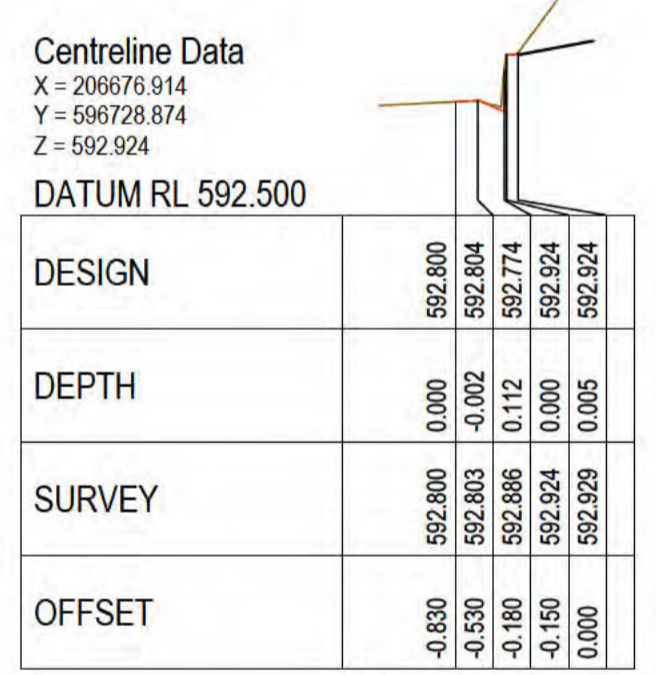 Centreline Data
X = 206676.914
Y = 596728.874
Z = 592.924
DATUM RL 592.500
DESIGN 592.800 592.804 592.774 592.924 592.924
DEPTH 0.000 -0.002 0.112 0.000 0.005
SURVEY 592.800 592.803 592.886 592.924 592.929
OFFSET -0.830 -0.530 -0.180 -0.150 0.000